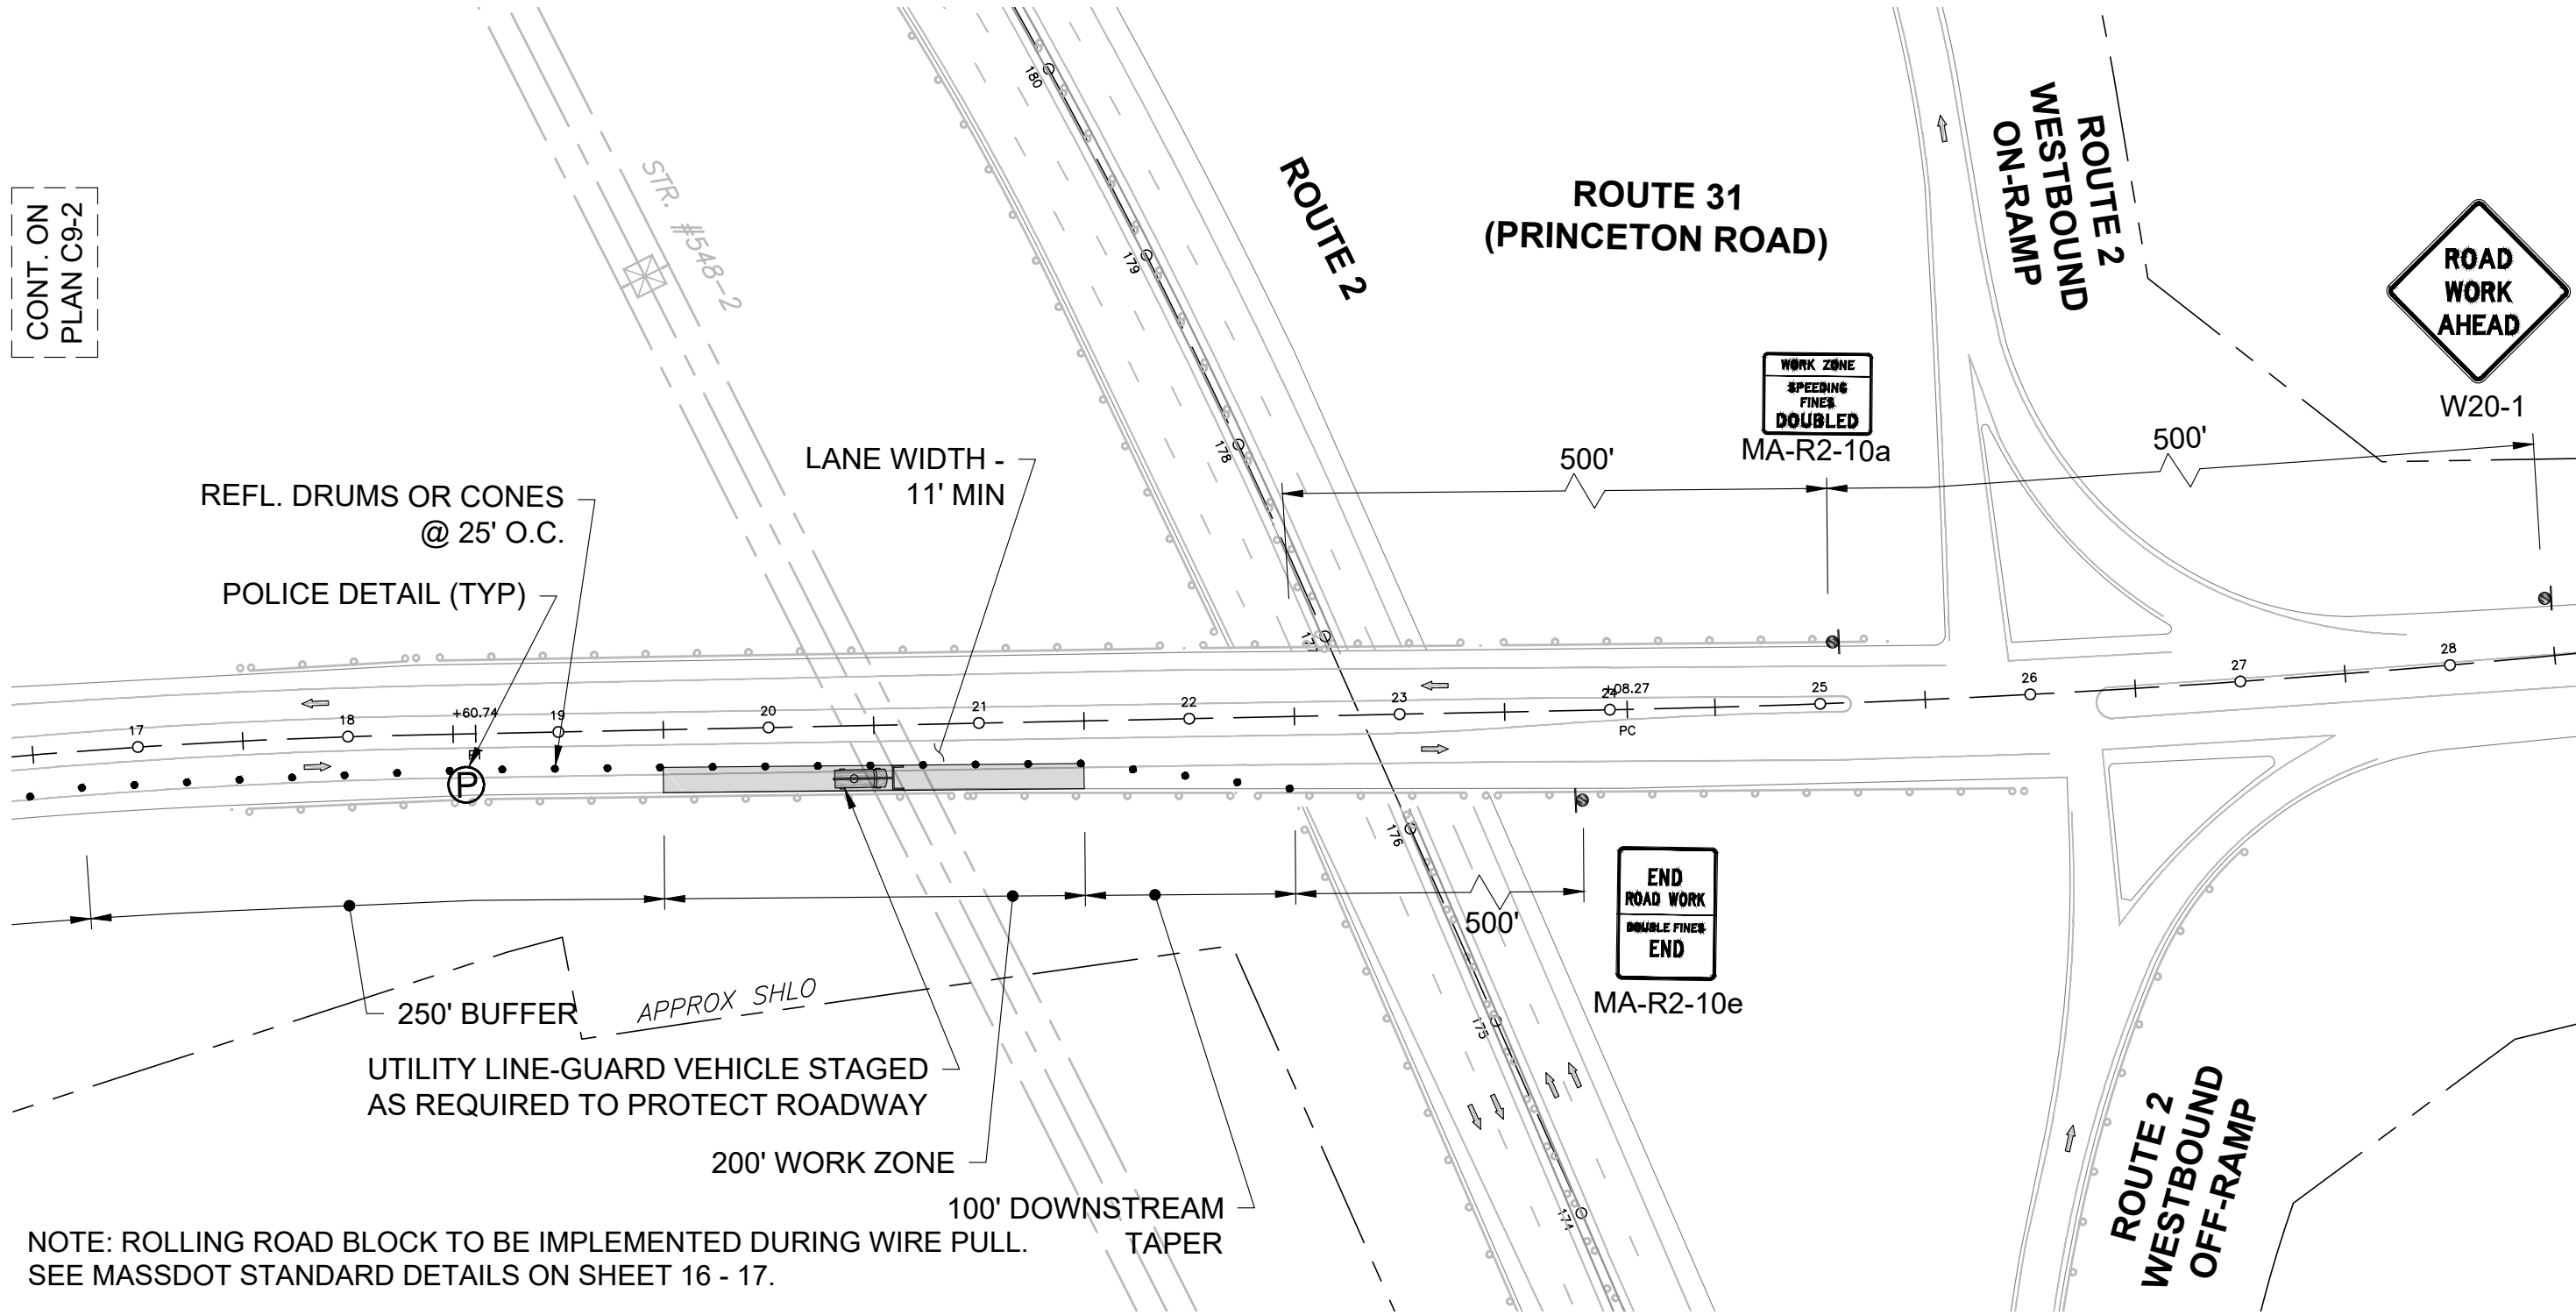 CONT. ON
PLAN C9-2
STR. #548-2
180
179
178
177
176
175
174
ROUTE 2
ROUTE 31
(PRINCETON ROAD)
ROUTE 2
WESTBOUND
ON-RAMP
ROAD
WORK
AHEAD
W20-1
WORK ZONE
SPEEDING
FINES
DOUBLED
MA-R2-10a
500'
500'
LANE WIDTH -
11' MIN
REFL. DRUMS OR CONES
@ 25' O.C.
POLICE DETAIL (TYP)
17
18
+60.74
PT
19
20
21
22
23
24
+08.27
PC
25
26
27
28
P
500'
END
ROAD WORK
DOUBLE FINES
END
MA-R2-10e
250' BUFFER
APPROX SHLO
UTILITY LINE-GUARD VEHICLE STAGED
AS REQUIRED TO PROTECT ROADWAY
200' WORK ZONE
100' DOWNSTREAM
TAPER
ROUTE 2
WESTBOUND
OFF-RAMP
NOTE: ROLLING ROAD BLOCK TO BE IMPLEMENTED DURING WIRE PULL.
SEE MASSDOT STANDARD DETAILS ON SHEET 16 - 17.